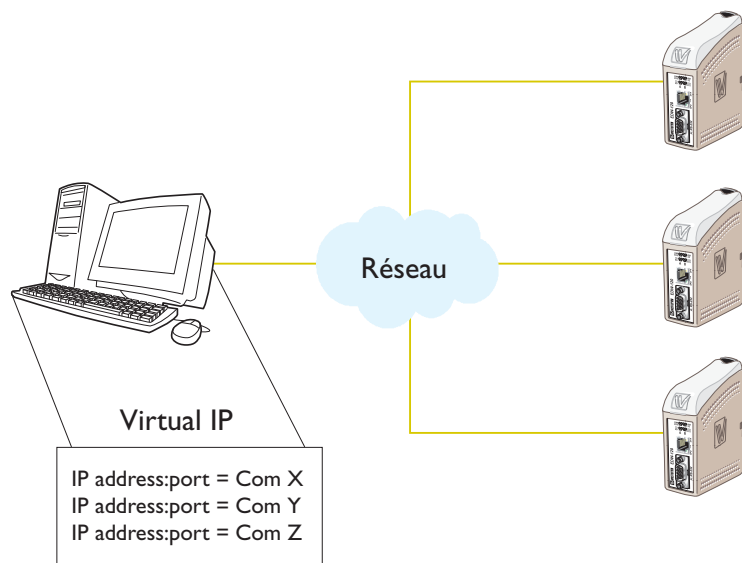 Réseau
Virtual IP
IP address:port = Com X
IP address:port = Com Y
IP address:port = Com Z